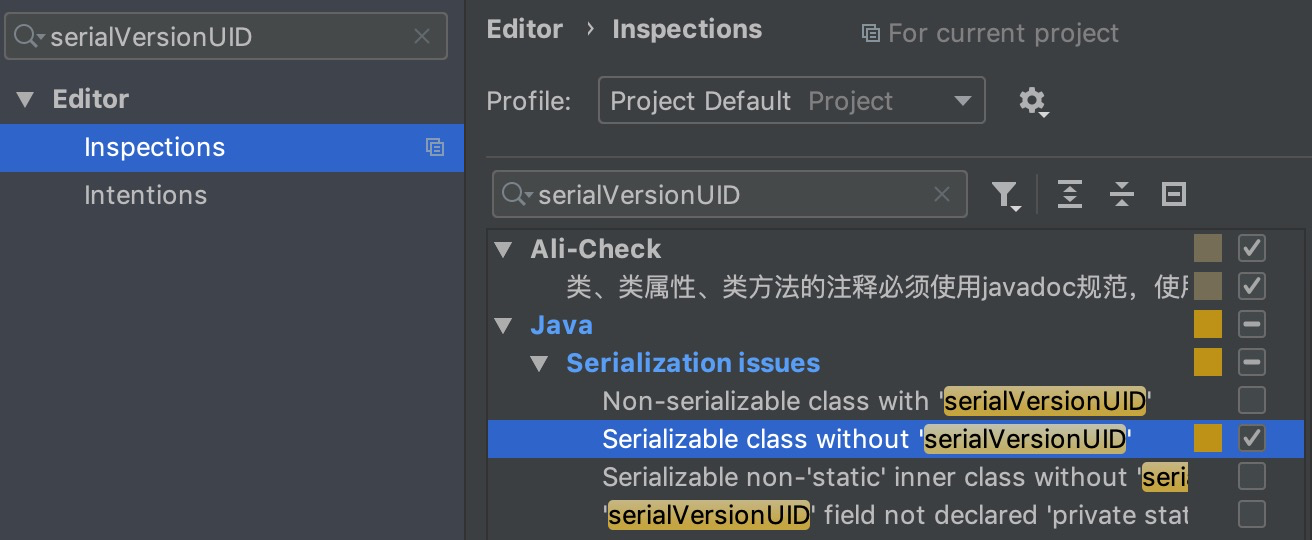 serialVersionUID
Editor
Inspections
Intentions
Editor › Inspections
For current project
Profile:
Project Default Project
serialVersionUID
Ali-Check
类、类属性、类方法的注释必须使用javadoc规范，使
Java
Serialization issues
Non-serializable class with 'serialVersionUID'
Serializable class without 'serialVersionUID'
Serializable non-'static' inner class without 'seri
'serialVersionUID' field not declared 'private stat